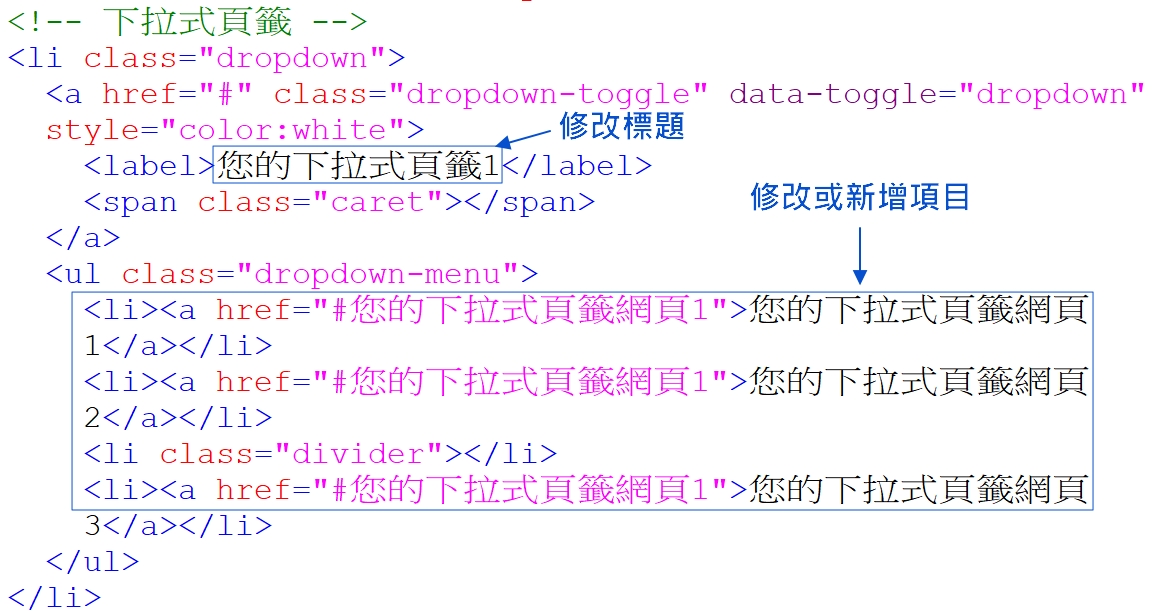 <!-- 下拉式頁籤 -->
<li class="dropdown">
<a href="#" class="dropdown-toggle" data-toggle="dropdown"
style="color:white">
修改標題
<label>您的下拉式頁籤1</label>
<span class="caret"></span>
修改或新增項目
</a>
<ul class="dropdown-menu">
<li><a href="#您的下拉式頁籤網頁1">您的下拉式頁籤網頁
1</a></li>
<li><a href="#您的下拉式頁籤網頁1">您的下拉式頁籤網頁
2</a></li>
<li class="divider"></li>
<li><a href="#您的下拉式頁籤網頁1">您的下拉式頁籤網頁
3</a></li>
</ul>
</li>